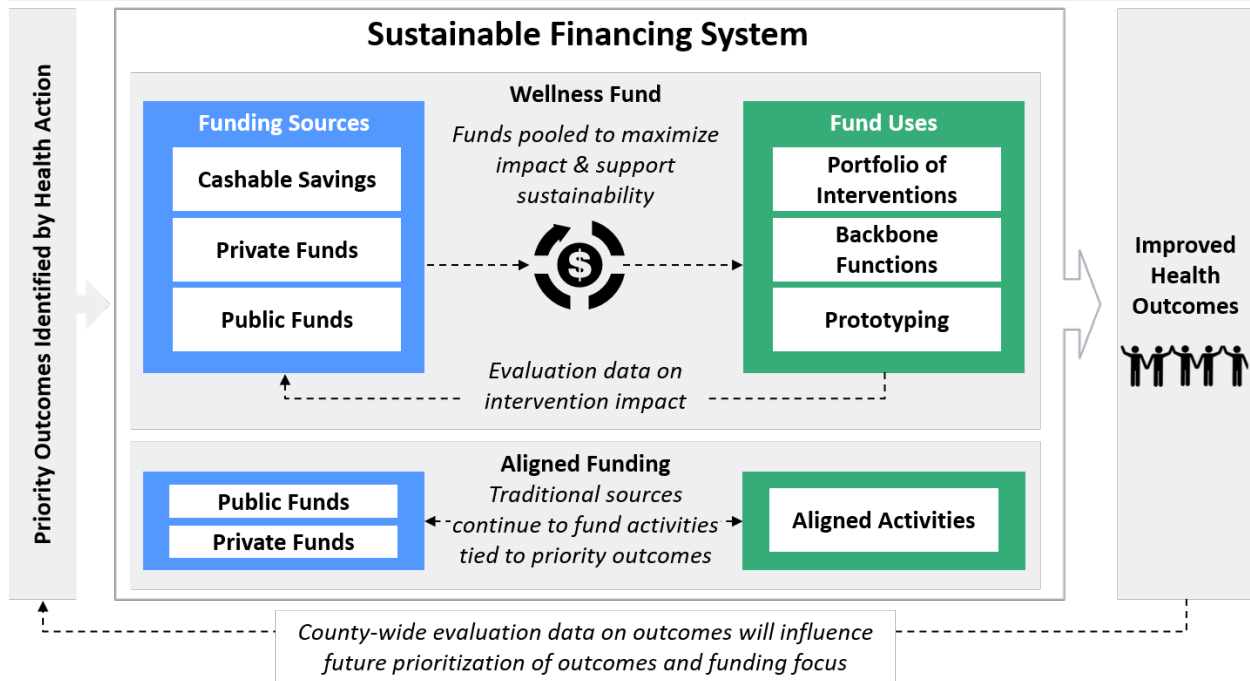 Sustainable Financing System
Priority Outcomes Identified by Health Action
Wellness Fund
Funds pooled to maximize
impact & support
sustainability
Funding Sources
Cashable Savings
Private Funds
Public Funds
$
Fund Uses
Portfolio of
Interventions
Backbone
Functions
Prototyping
Evaluation data on
intervention impact
Aligned Funding
Traditional sources
continue to fund activities
tied to priority outcomes
Public Funds
Private Funds
Aligned Activities
Improved
Health
Outcomes
County-wide evaluation data on outcomes will influence
future prioritization of outcomes and funding focus